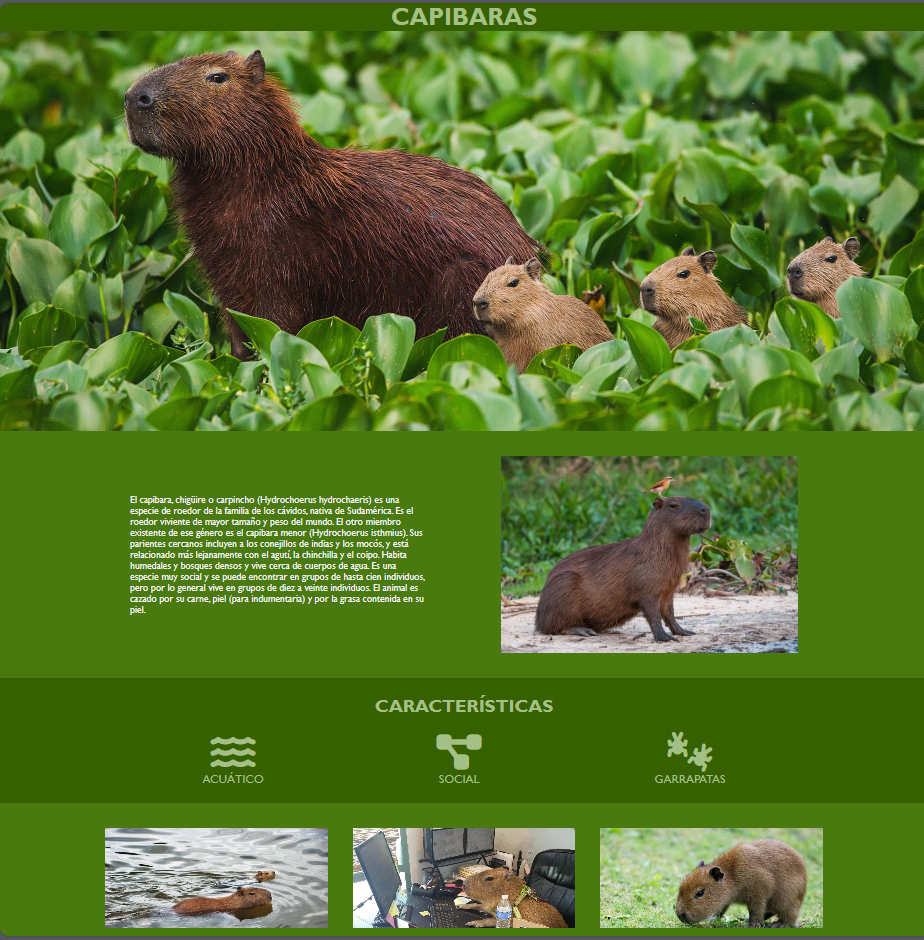 CAPIBARAS
El capibara, chigüire o carpincho (Hydrochoerus hydrochaeris) es una
especie de roedor de la familia de los cávidos, nativa de Sudamérica. Es el
roedor viviente de mayor tamaño y peso del mundo. El otro miembro
existente de ese género es el capibara menor (Hydrochoerus isthmius). Sus
parientes cercanos incluyen a los conejillos de indias y los mocós, y está
relacionado más lejanamente con el agutí, la chinchilla y el coipo. Habita
humedales y bosques densos y vive cerca de cuerpos de agua. Es una
especie muy social y se puede encontrar en grupos de hasta cien individuos,
pero por lo general vive en grupos de diez a veinte individuos. El animal es
cazado por su carne, piel (para indumentaria) y por la grasa contenida en su
piel.
CARACTERÍSTICAS
ACUÁTICO
SOCIAL
GARRAPATAS